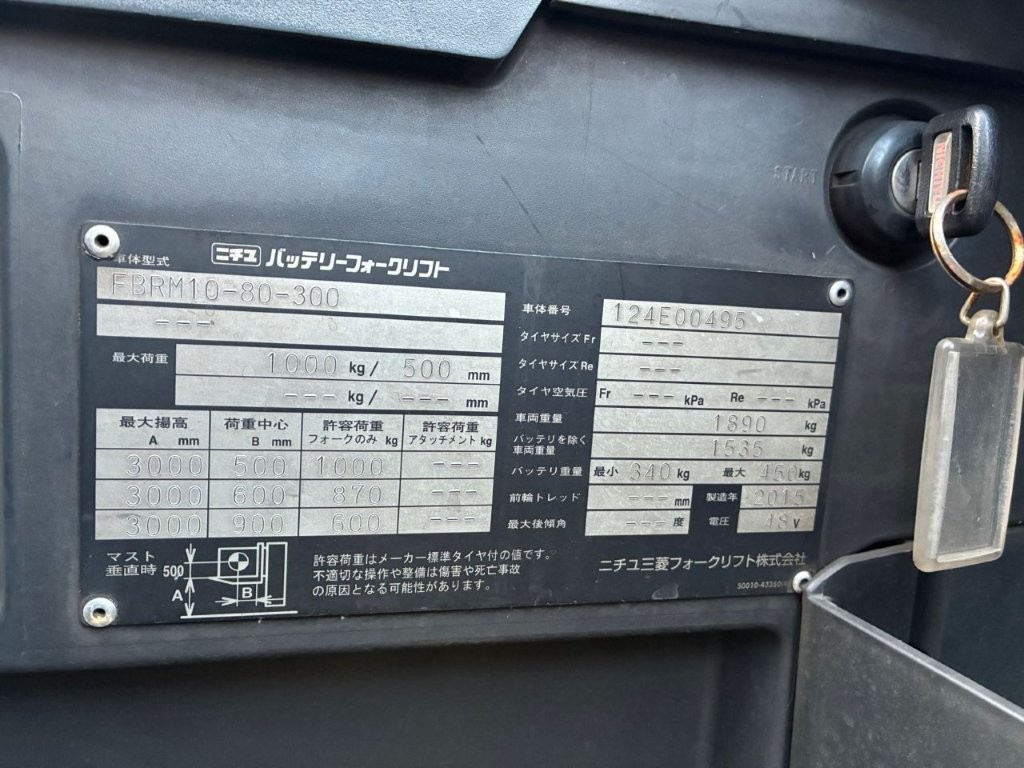 START
ニチユ バッテリーフォークリフト
車体型式
FBRM10-80-300
---
最大荷重
1000 kg/ 500 mm
--- kg/ --- mm
最大揚高 A mm 荷重中心 B mm 許容荷重 フォークのみ kg 許容荷重 アタッチメント kg
3000 500 1000 ---
3000 600 870 ---
3000 900 600 ---
マスト
垂直時
500
A
B
許容荷重はメーカー標準タイヤ付の値です。
不適切な操作や整備は傷害や死亡事故
の原因となる可能性があります。
車体番号 124E00495
タイヤサイズ Fr ---
タイヤサイズ Re ---
タイヤ空気圧 Fr --- kPa Re --- kPa
車両重量 1890 kg
バッテリを除く
車両重量 1535 kg
バッテリ重量 最小 340 kg 最大 450 kg
前輪トレッド --- mm 製造年 2015
最大後傾角 --- 度 電圧 48 V
ニチユ三菱フォークリフト株式会社